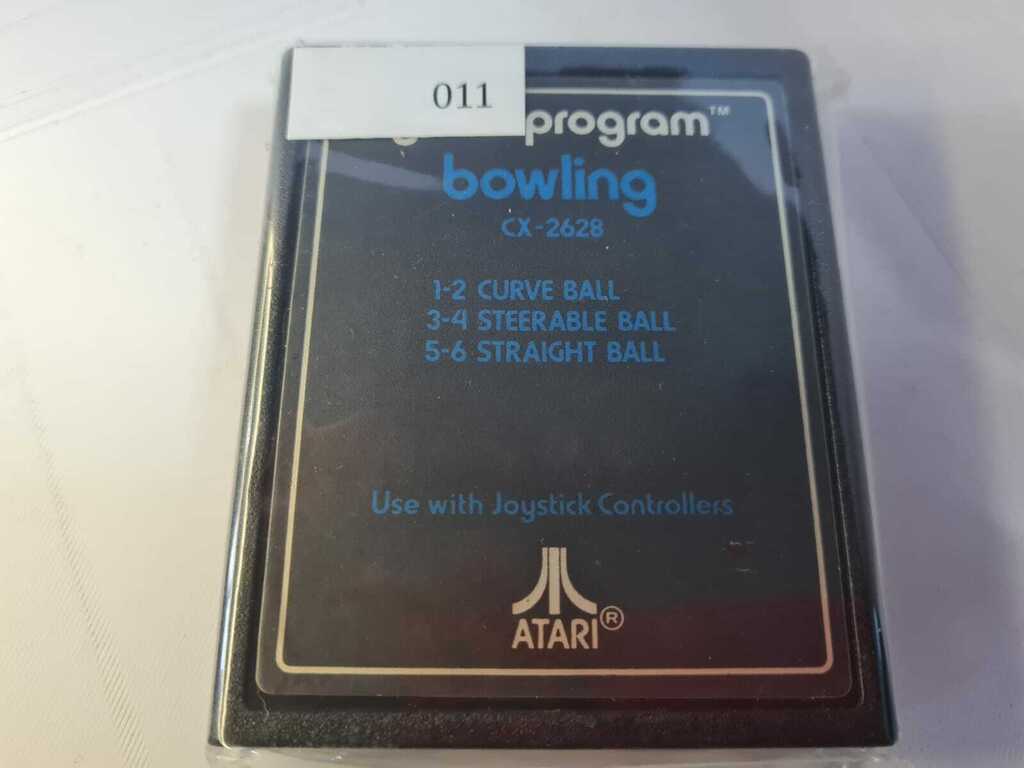 011
program™
bowling
CX-2628
1-2 CURVE BALL
3-4 STEERABLE BALL
5-6 STRAIGHT BALL
Use with Joystick Controllers
ATARI®